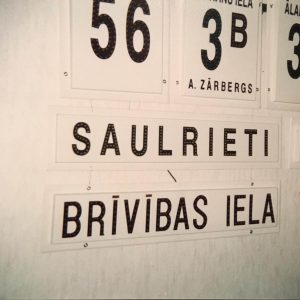 56
3B
A. ZĀRBERGS
SAULRIETI
BRĪVĪBAS IELA